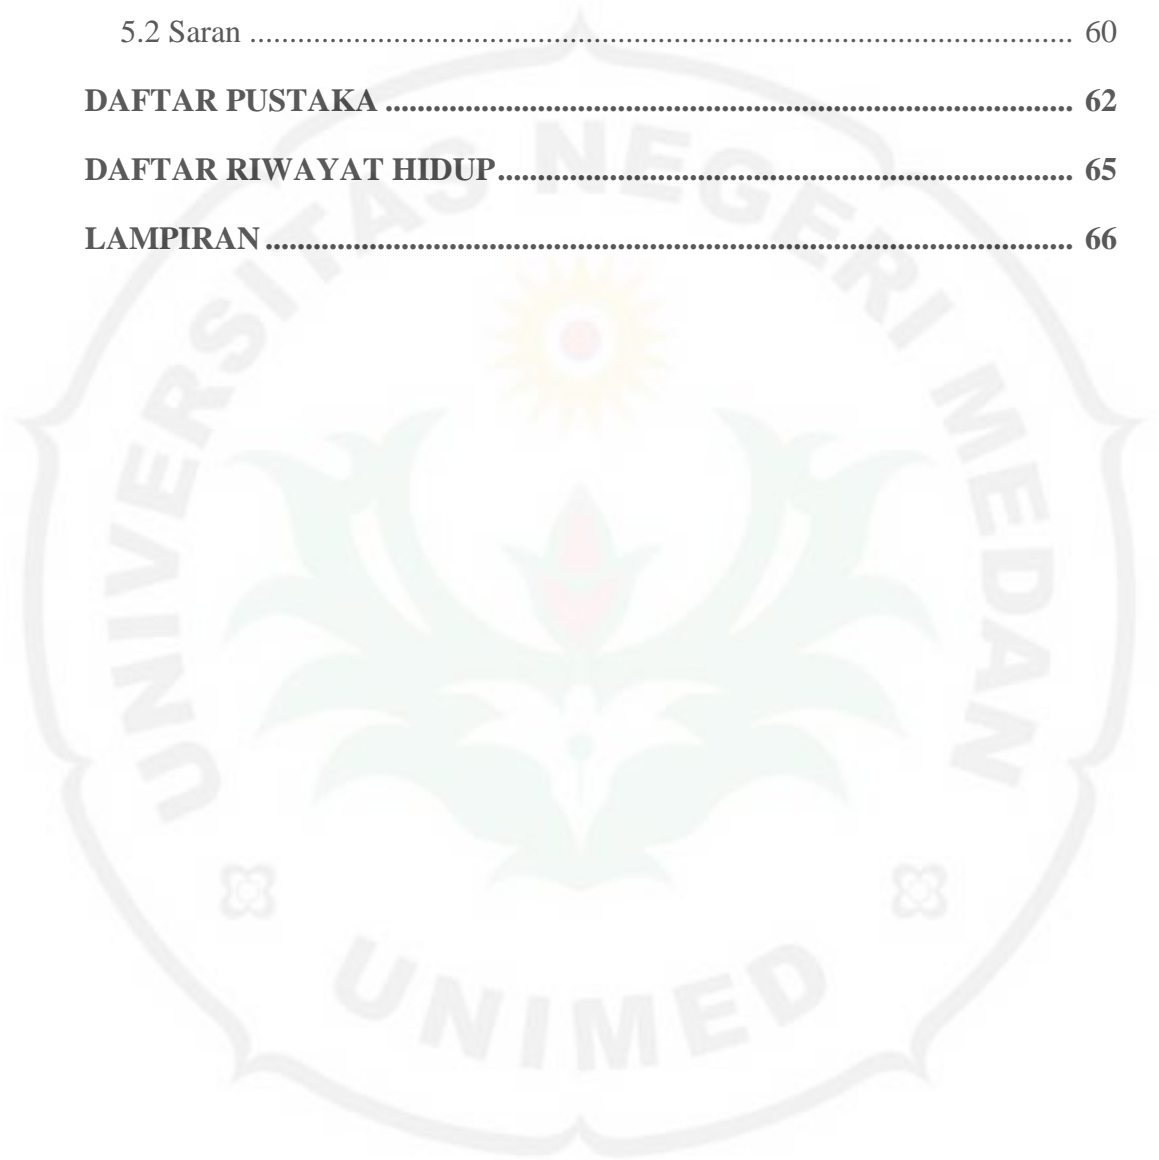 5.2 Saran ........................................................................................................ 60
DAFTAR PUSTAKA ...................................................................................... 62
DAFTAR RIWAYAT HIDUP........................................................................ 65
LAMPIRAN ..................................................................................................... 66
UNIVERSITAS NEGERI MEDAN
UNIMED